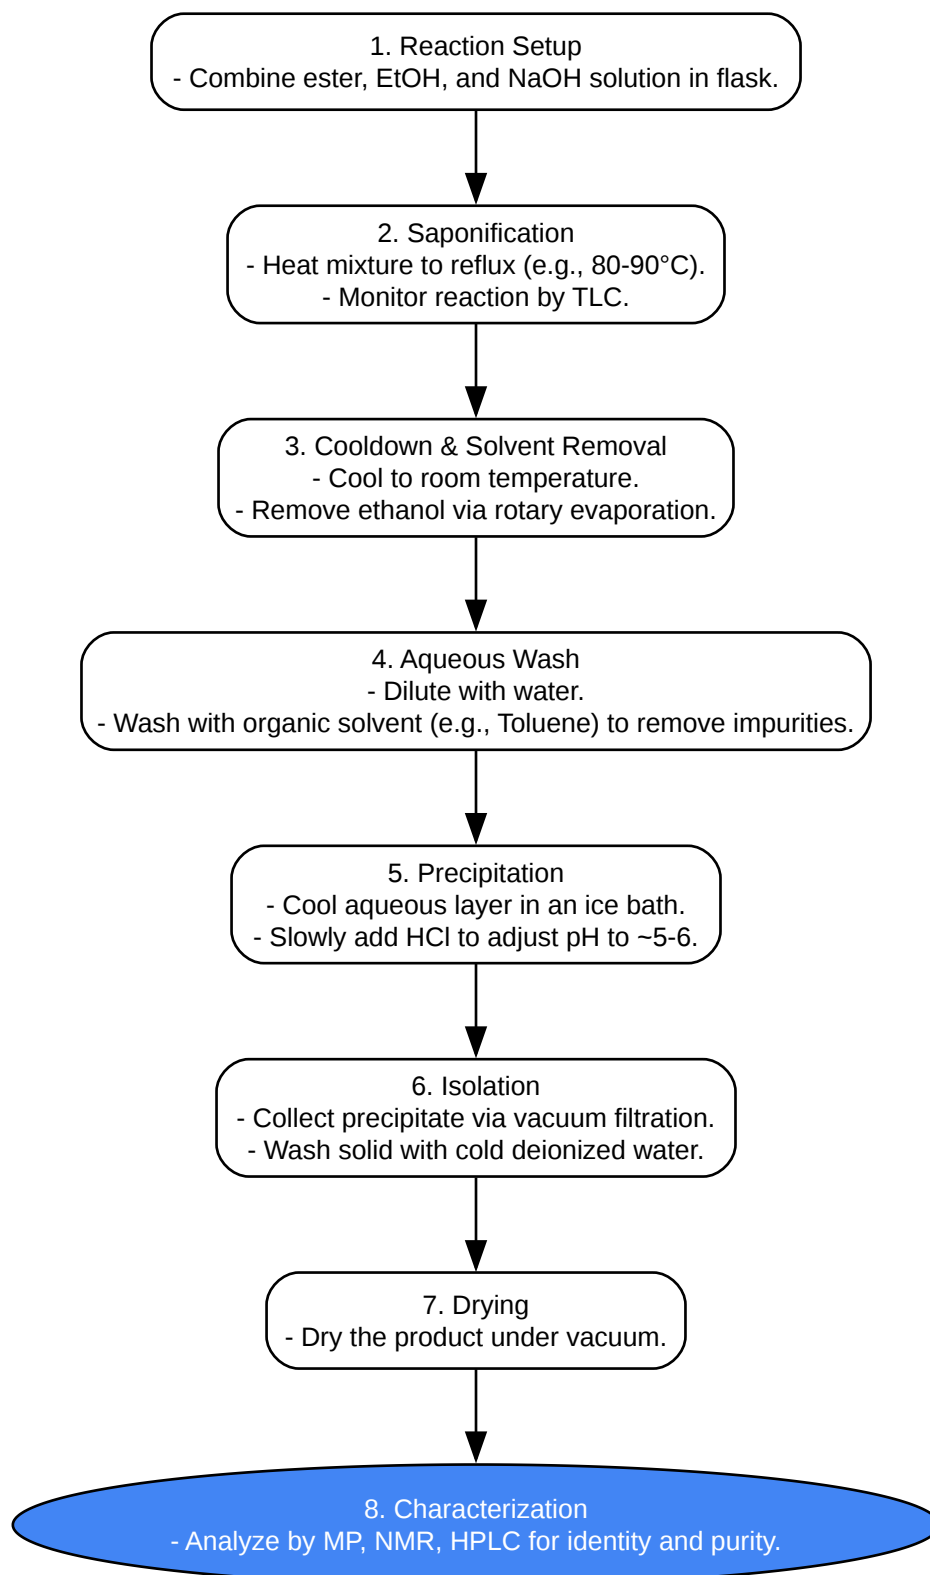 1. Reaction Setup
- Combine ester, EtOH, and NaOH solution in flask.
2. Saponification
- Heat mixture to reflux (e.g., 80-90°C).
- Monitor reaction by TLC.
3. Cooldown & Solvent Removal
- Cool to room temperature.
- Remove ethanol via rotary evaporation.
4. Aqueous Wash
- Dilute with water.
- Wash with organic solvent (e.g., Toluene) to remove impurities.
5. Precipitation
- Cool aqueous layer in an ice bath.
- Slowly add HCl to adjust pH to ~5-6.
6. Isolation
- Collect precipitate via vacuum filtration.
- Wash solid with cold deionized water.
7. Drying
- Dry the product under vacuum.
8. Characterization
- Analyze by MP, NMR, HPLC for identity and purity.